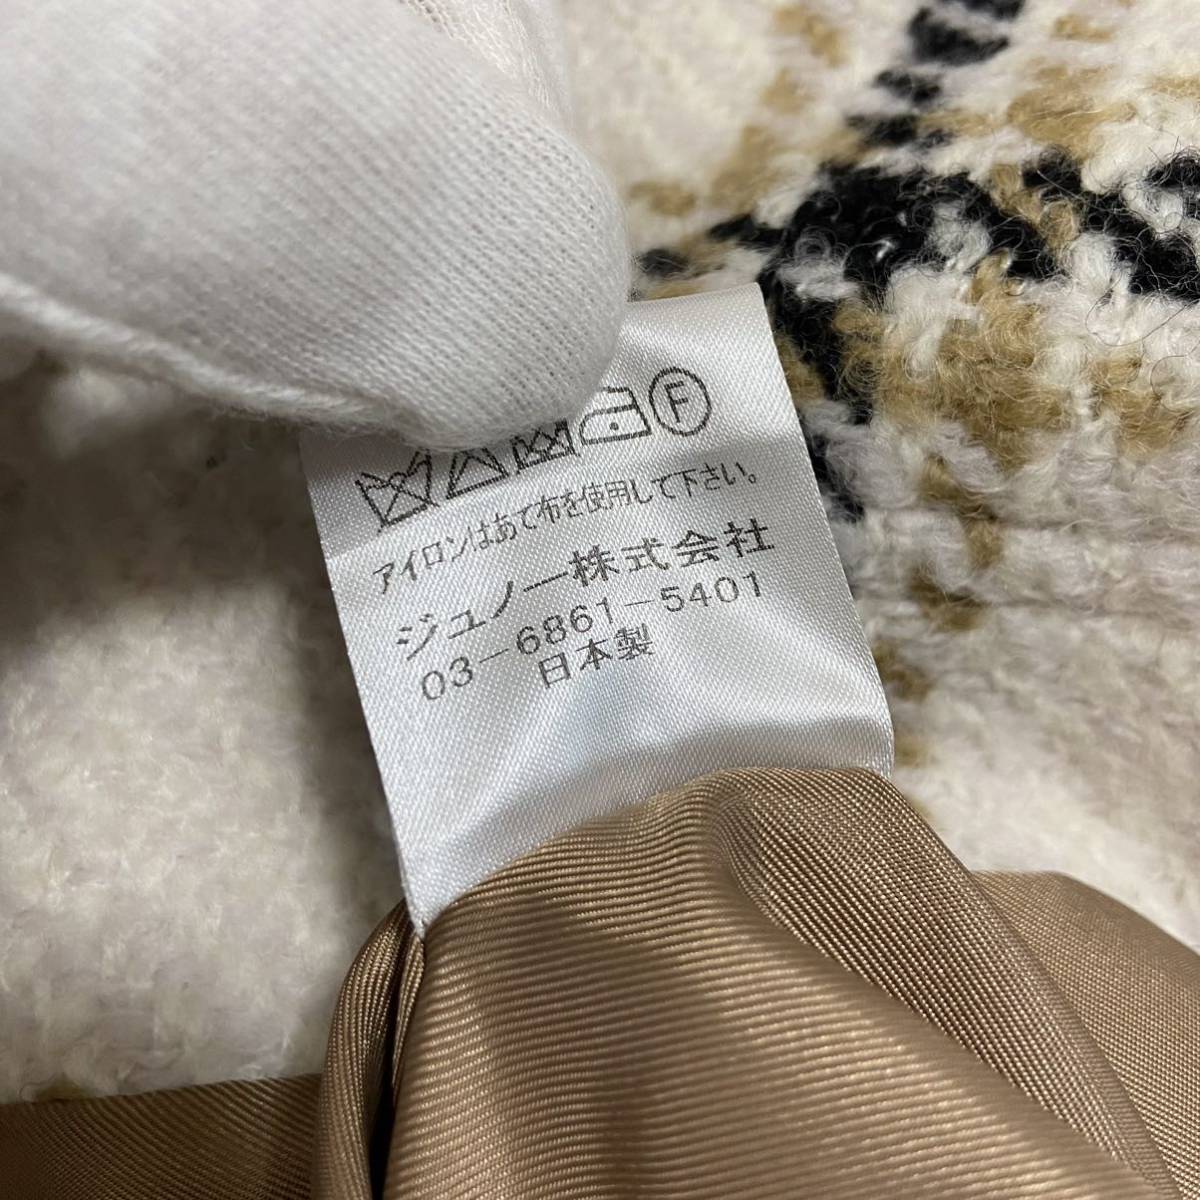 F
アイロンはあて布を使用して下さい。
ジュノー株式会社
03-6861-5401
日本製